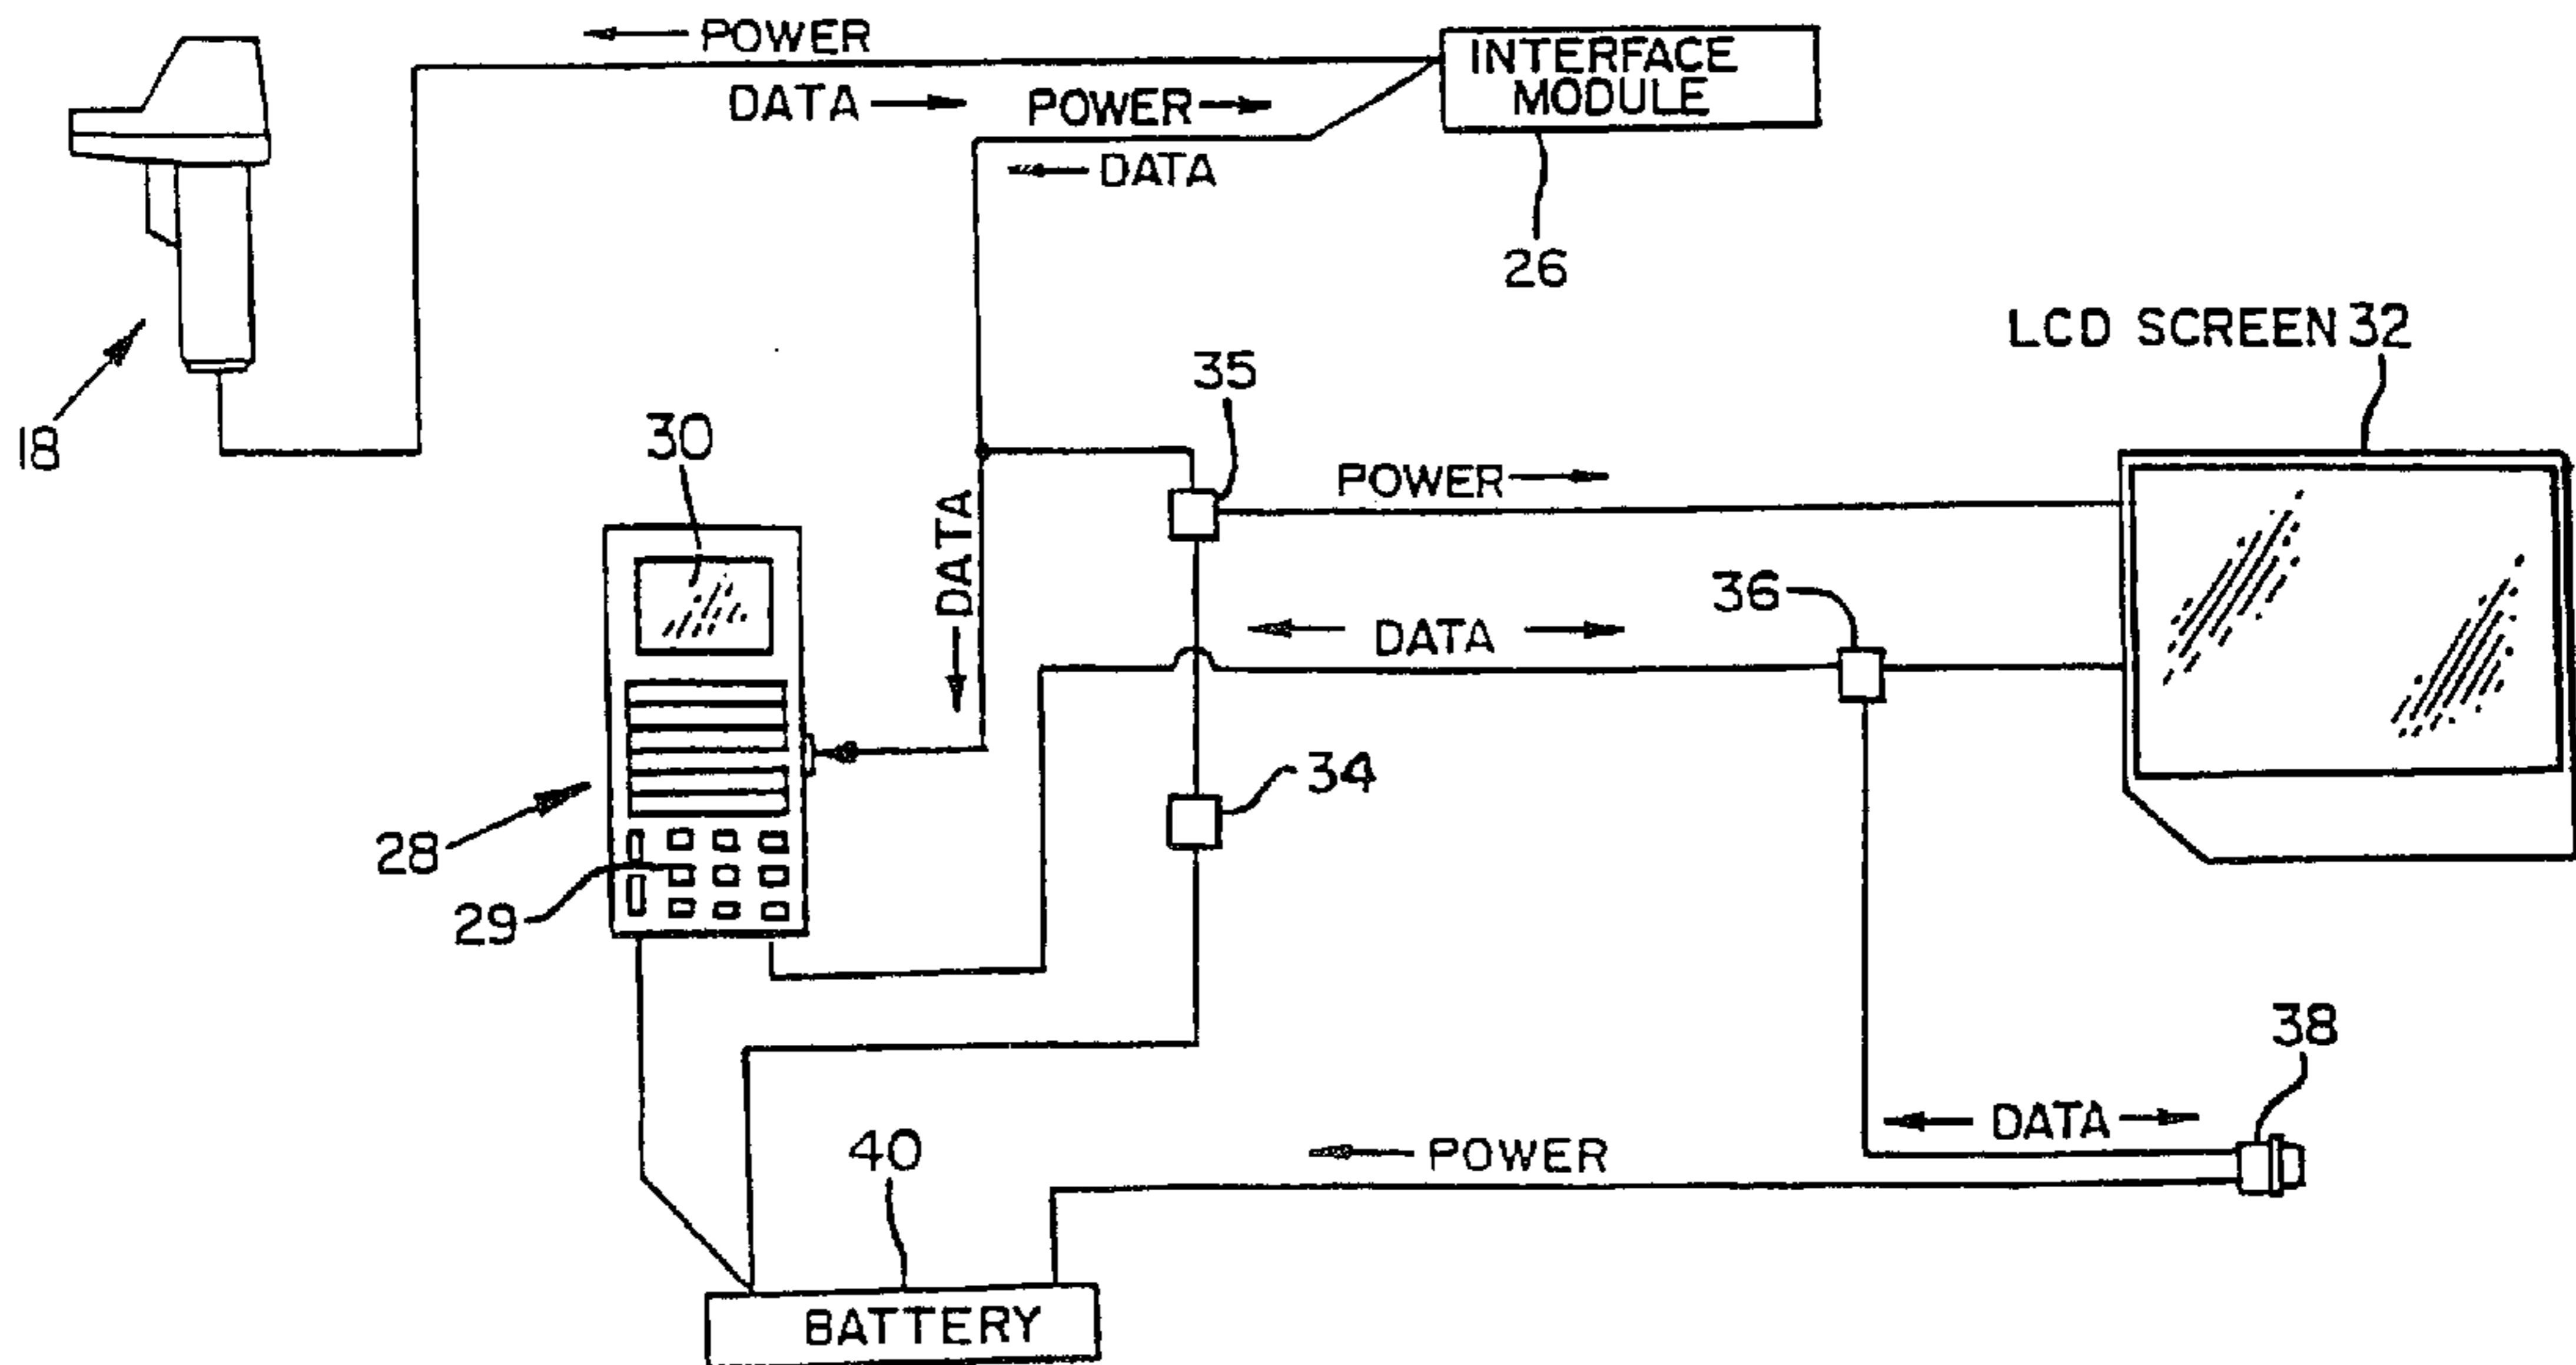 POWER
INTERFACE
MODULE
DATA
POWER
DATA
26
18
LCD SCREEN 32
35
30
POWER
DATA
36
DATA
34
28
29
38
DATA
POWER
40
BATTERY